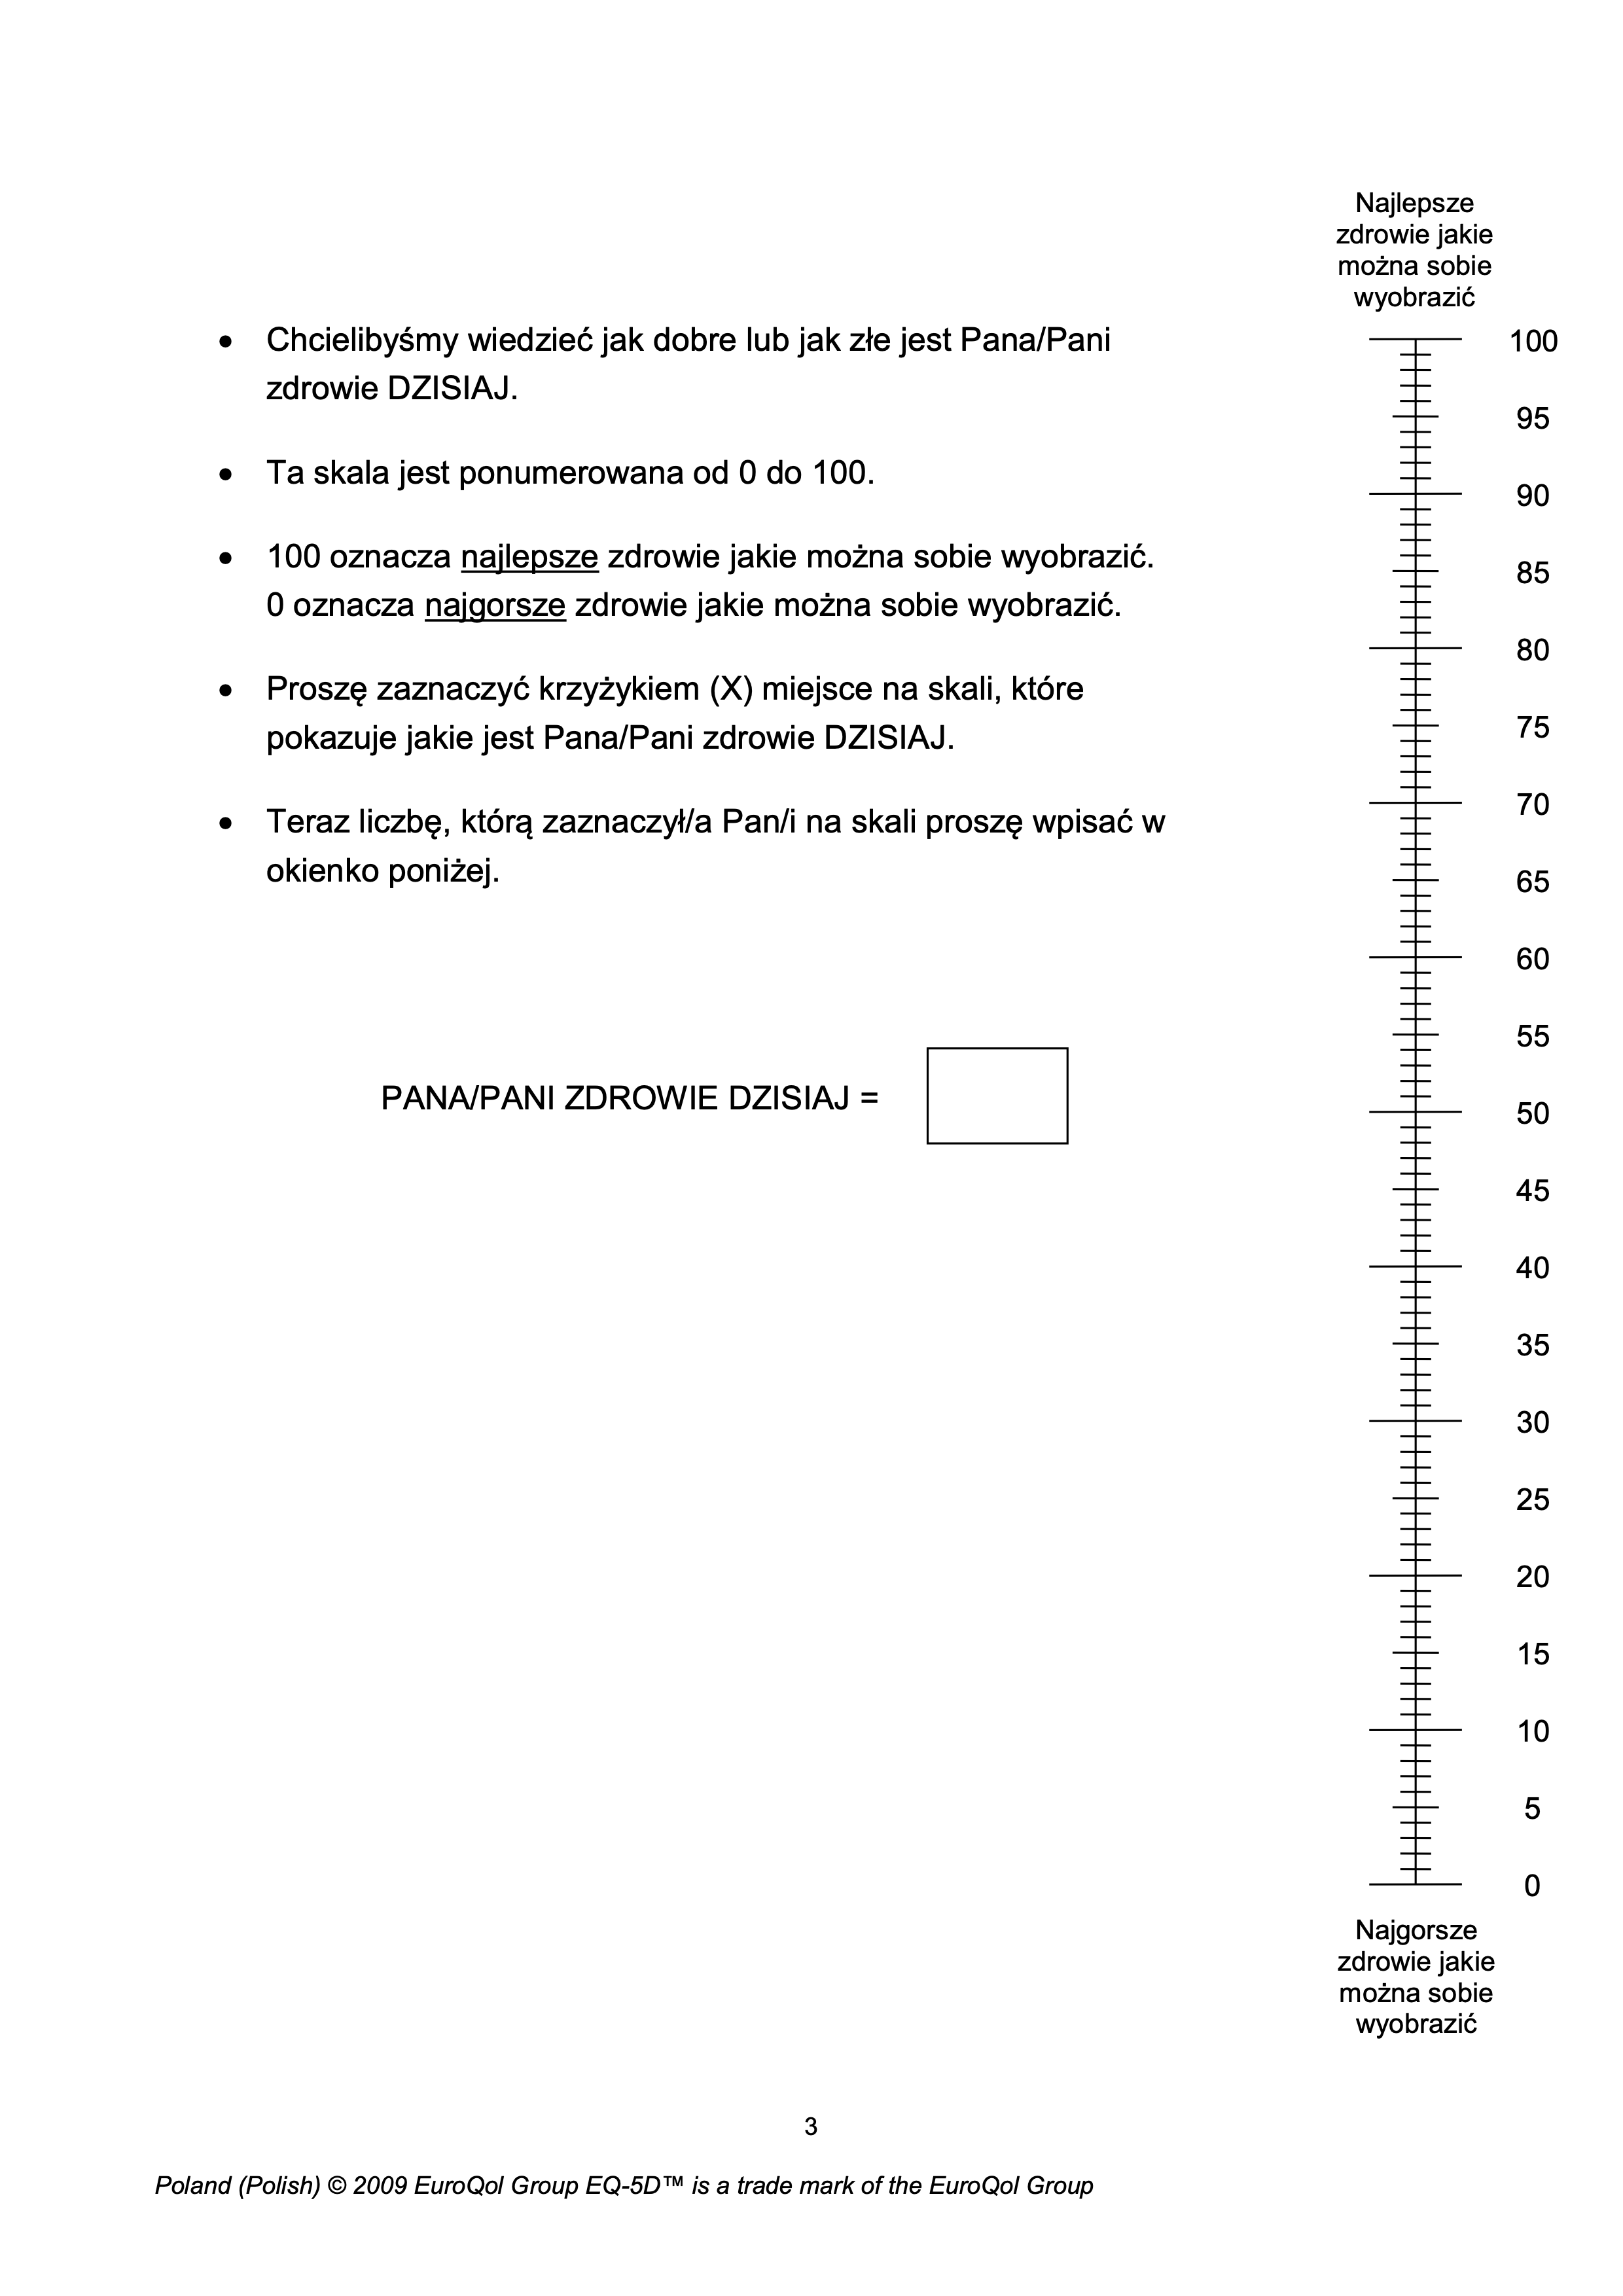 Najlepsze
zdrowie jakie
można sobie
wyobrazić
• Chcielibyśmy wiedzieć jak dobre lub jak złe jest Pana/Pani
zdrowie DZISIAJ.
• Ta skala jest ponumerowana od 0 do 100.
• 100 oznacza najlepsze zdrowie jakie można sobie wyobrazić.
0 oznacza najgorsze zdrowie jakie można sobie wyobrazić.
• Proszę zaznaczyć krzyżykiem (X) miejsce na skali, które
pokazuje jakie jest Pana/Pani zdrowie DZISIAJ.
• Teraz liczbę, którą zaznaczył/a Pan/i na skali proszę wpisać w
okienko poniżej.
PANA/PANI ZDROWIE DZISIAJ =
100
95
90
85
80
75
70
65
60
55
50
45
40
35
30
25
20
15
10
5
0
Najgorsze
zdrowie jakie
można sobie
wyobrazić
3
Poland (Polish) © 2009 EuroQol Group EQ-5D™ is a trade mark of the EuroQol Group